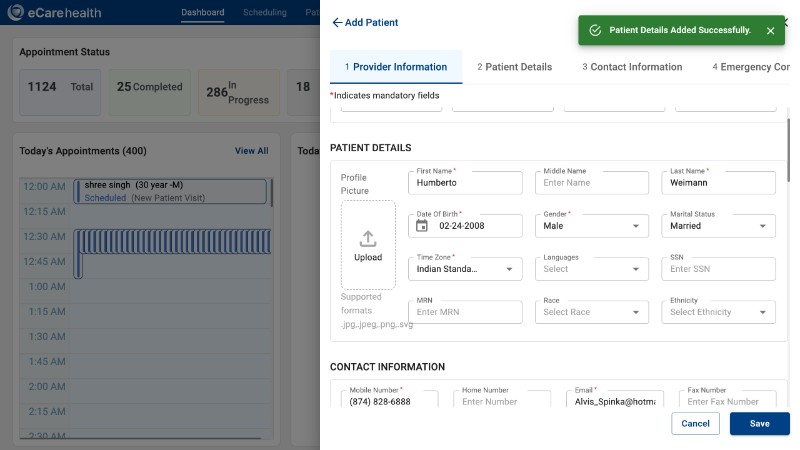 eCarehealth
Dashboard
Scheduling
Pat
Appointment Status
1124 Total
25 Completed
286 In Progress
18
Today's Appointments (400)
View All
Toda
12:00 AM
shree singh (30 year -M)
Scheduled (New Patient Visit)
12:15 AM
12:30 AM
12:45 AM
1:00 AM
1:15 AM
1:30 AM
1:45 AM
2:00 AM
2:15 AM
2:30 AM
Add Patient
Patient Details Added Successfully.
1 Provider Information
2 Patient Details
3 Contact Information
4 Emergency Con
*Indicates mandatory fields
PATIENT DETAILS
Profile
Picture
Upload
Supported
formats
.jpg,.jpeg,.png,.svg
First Name *
Humberto
Middle Name
Enter Name
Last Name *
Weimann
Date Of Birth *
02-24-2008
Gender *
Male
Marital Status
Married
Time Zone *
Indian Standa...
Languages
Select
SSN
Enter SSN
MRN
Enter MRN
Race
Select Race
Ethnicity
Select Ethnicity
CONTACT INFORMATION
Mobile Number *
(874) 828-6888
Home Number
Enter Number
Email *
Alvis_Spinka@hotma
Fax Number
Enter Fax Number
Cancel
Save